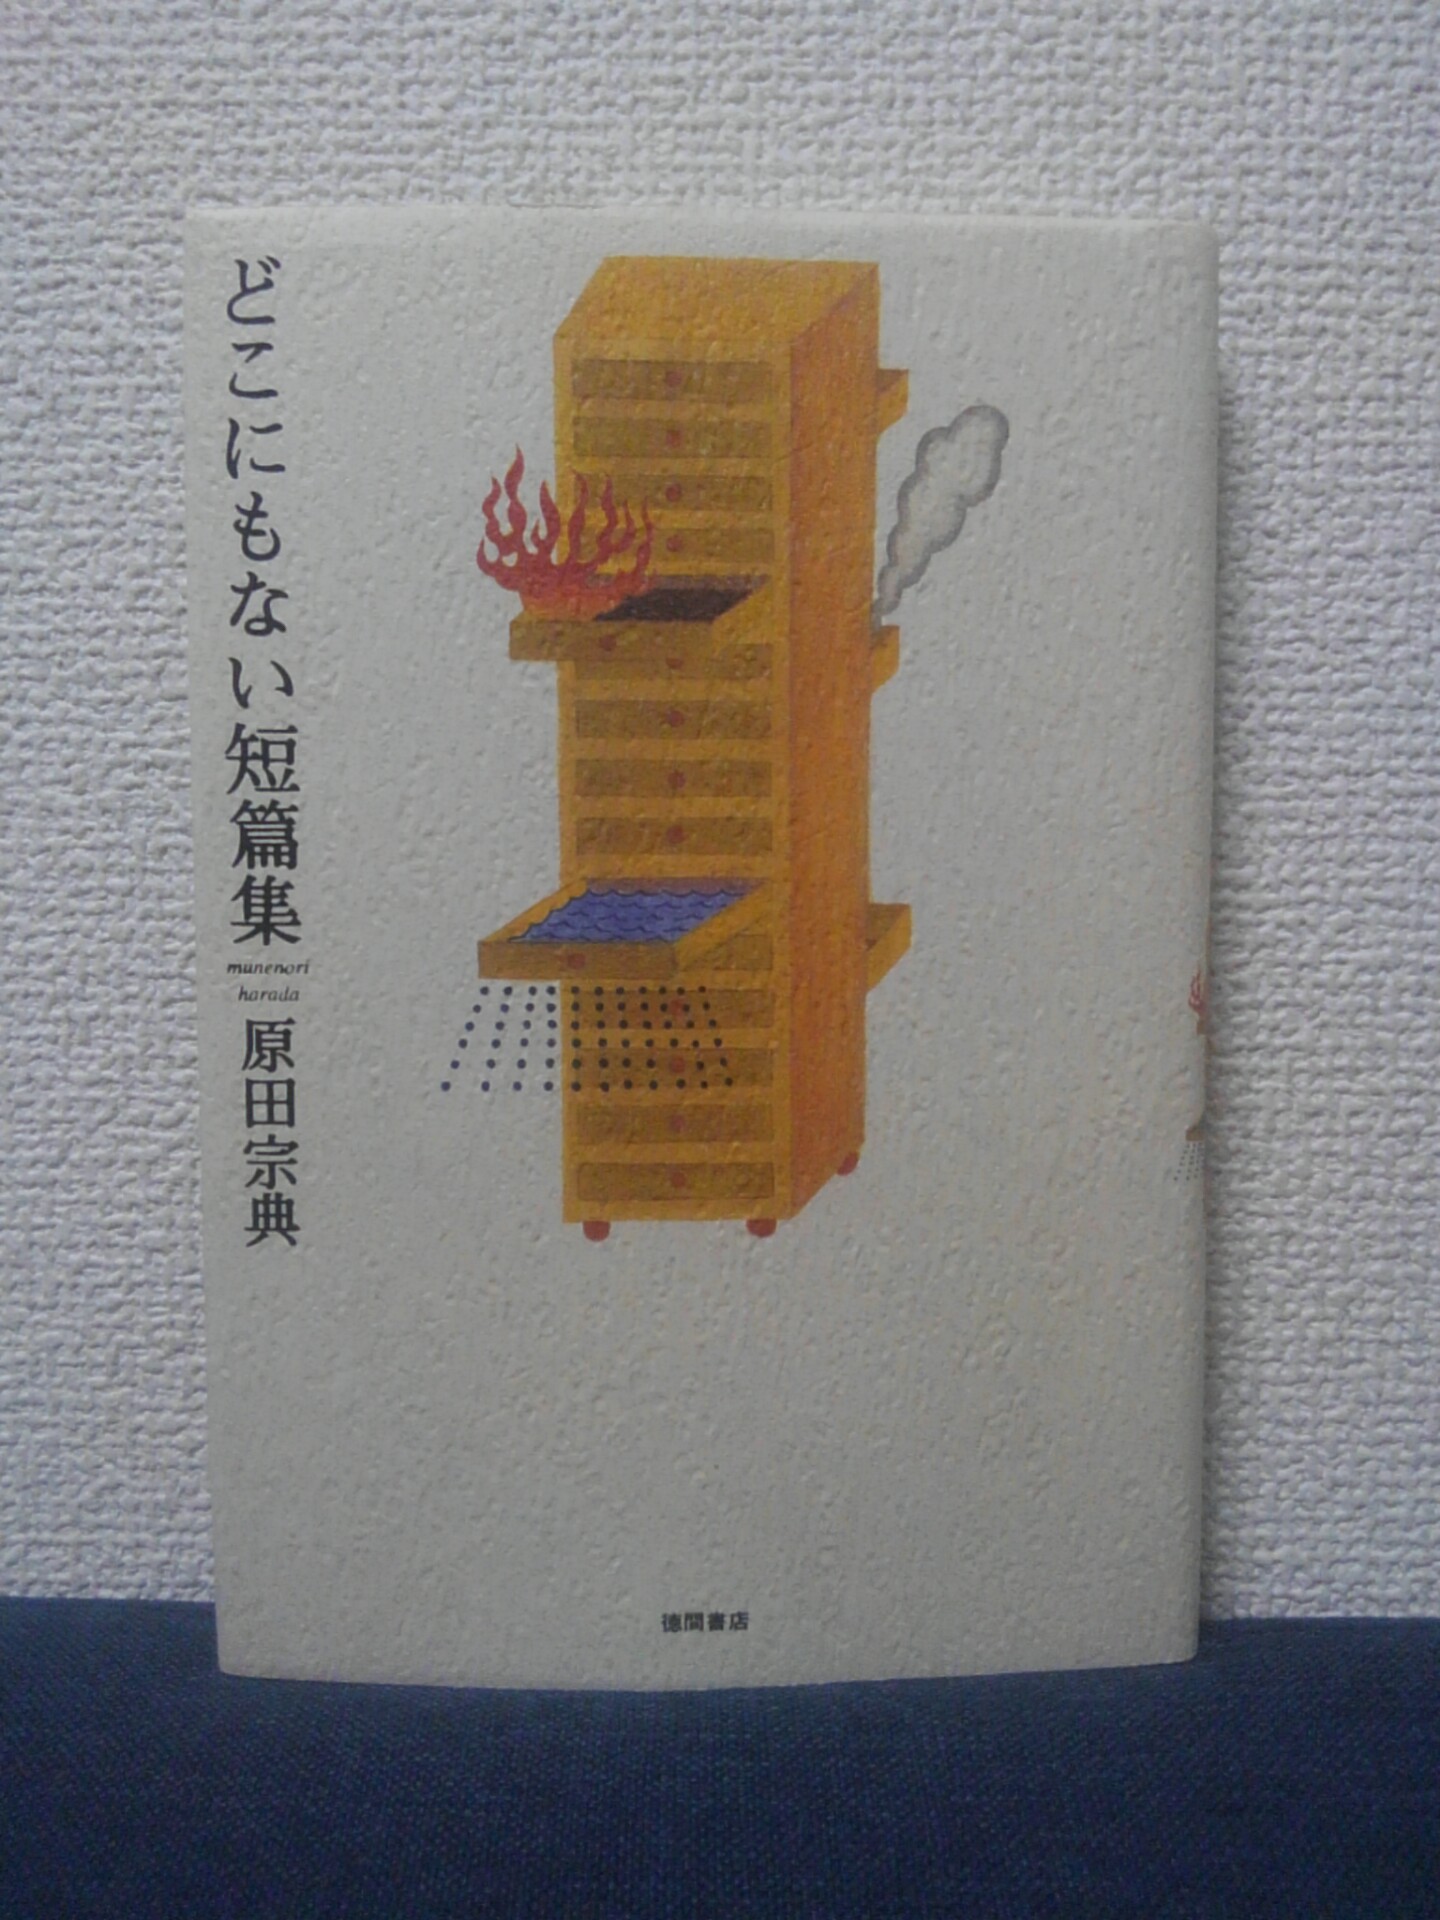 どこにもない短篇集
munenori
harada
原田宗典
徳間書店